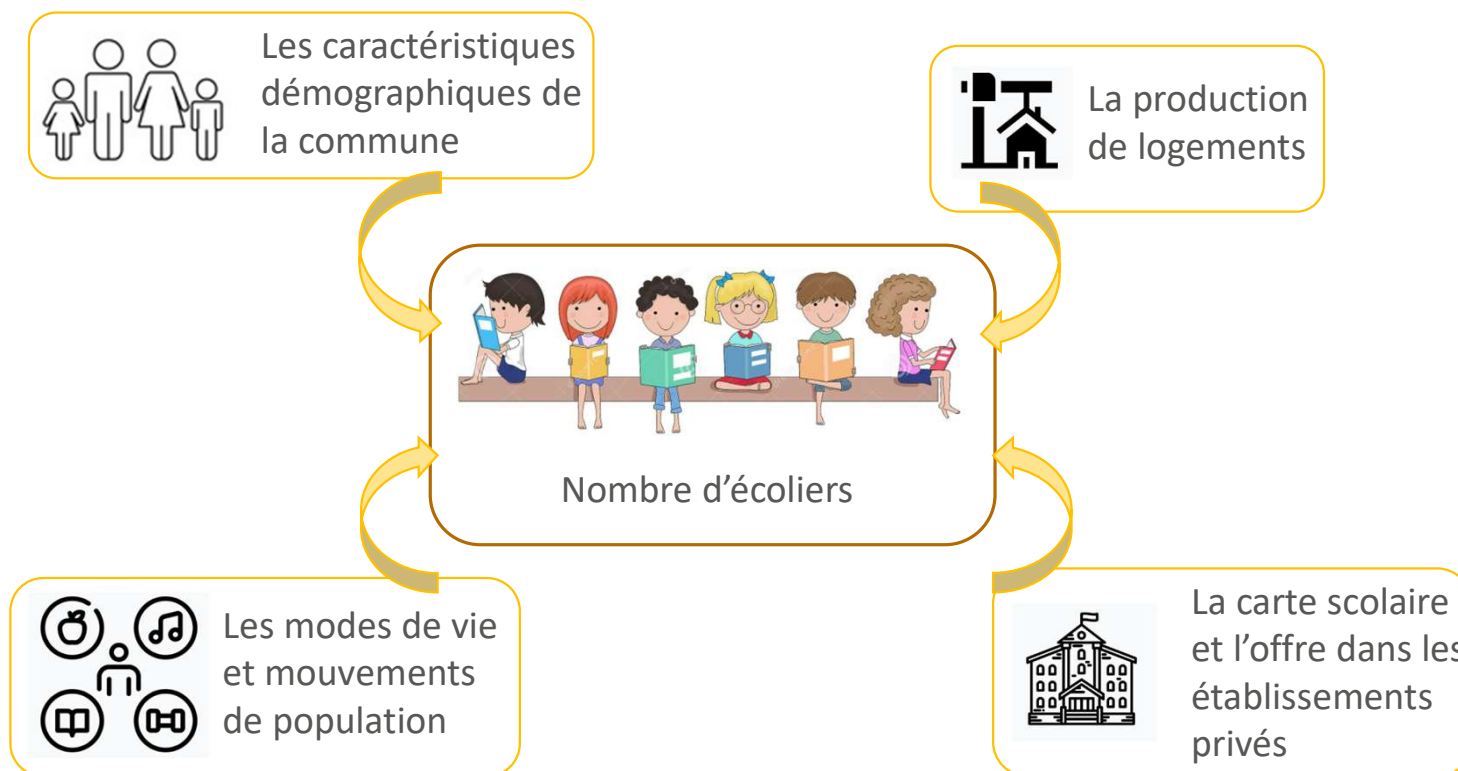 Les caractéristiques
démographiques de
la commune
La production
de logements
Nombre d’écoliers
Les modes de vie
et mouvements
de population
La carte scolaire
et l’offre dans les
établissements
privés